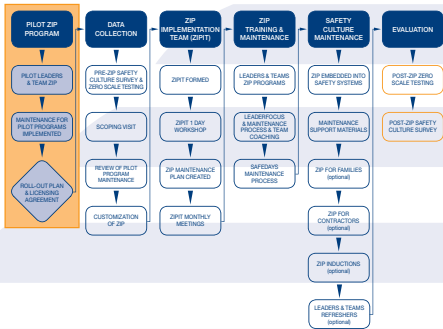 PILOT ZIP
PROGRAM
PILOT LEADERS
& TEAM ZIP
MAINTENANCE FOR
PILOT PROGRAMS
IMPLEMENTED
ROLL-OUT PLAN
& LICENSING
AGREEMENT
DATA
COLLECTION
PRE-ZIP SAFETY
CULTURE SURVEY &
ZERO SCALE TESTING
SCOPING VISIT
REVIEW OF PILOT
PROGRAM
MAINTENANCE
CUSTOMIZATION
OF ZIP
ZIP
IMPLEMENTATION
TEAM (ZIPIT)
ZIPIT FORMED
ZIPIT 1 DAY
WORKSHOP
ZIP MAINTENANCE
PLAN CREATED
ZIPIT MONTHLY
MEETINGS
ZIP
TRAINING &
MAINTENANCE
LEADERS & TEAMS
ZIP PROGRAMS
LEADERFOCUS
& MAINTENANCE
PROCESS & TEAM
COACHING
SAFEDAYS
MAINTENANCE
PROCESS
SAFETY
CULTURE
MAINTENANCE
ZIP EMBEDDED INTO
SAFETY SYSTEMS
MAINTENANCE
SUPPORT MATERIALS
ZIP FOR FAMILIES
(optional)
ZIP FOR
CONTRACTORS
(optional)
ZIP INDUCTIONS
(optional)
LEADERS & TEAMS
REFRESHERS
(optional)
EVALUATION
POST-ZIP ZERO
SCALE TESTING
POST-ZIP SAFETY
CULTURE SURVEY